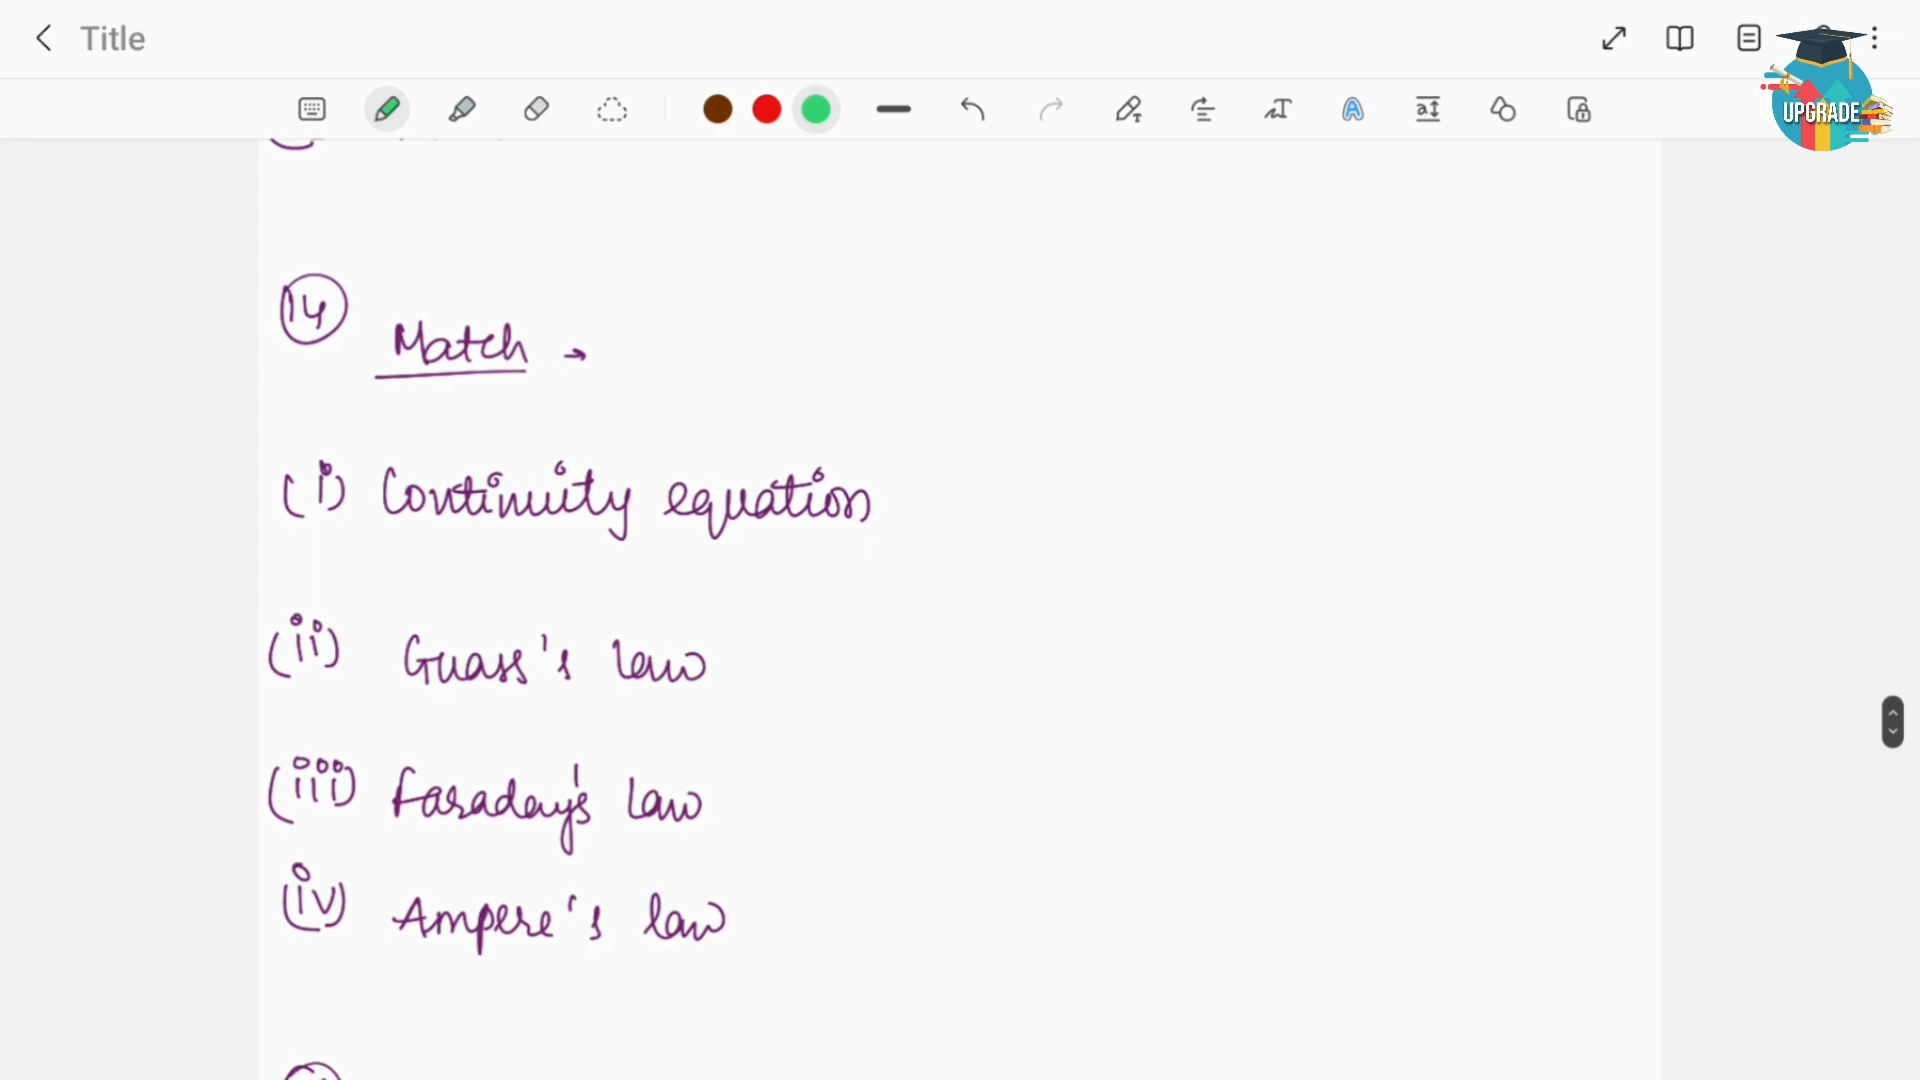 Title
UPGRADE
14
Match →
(i) Continuity equation
(ii) Guass's law
(iii) Faraday's law
(iv) Ampere's law